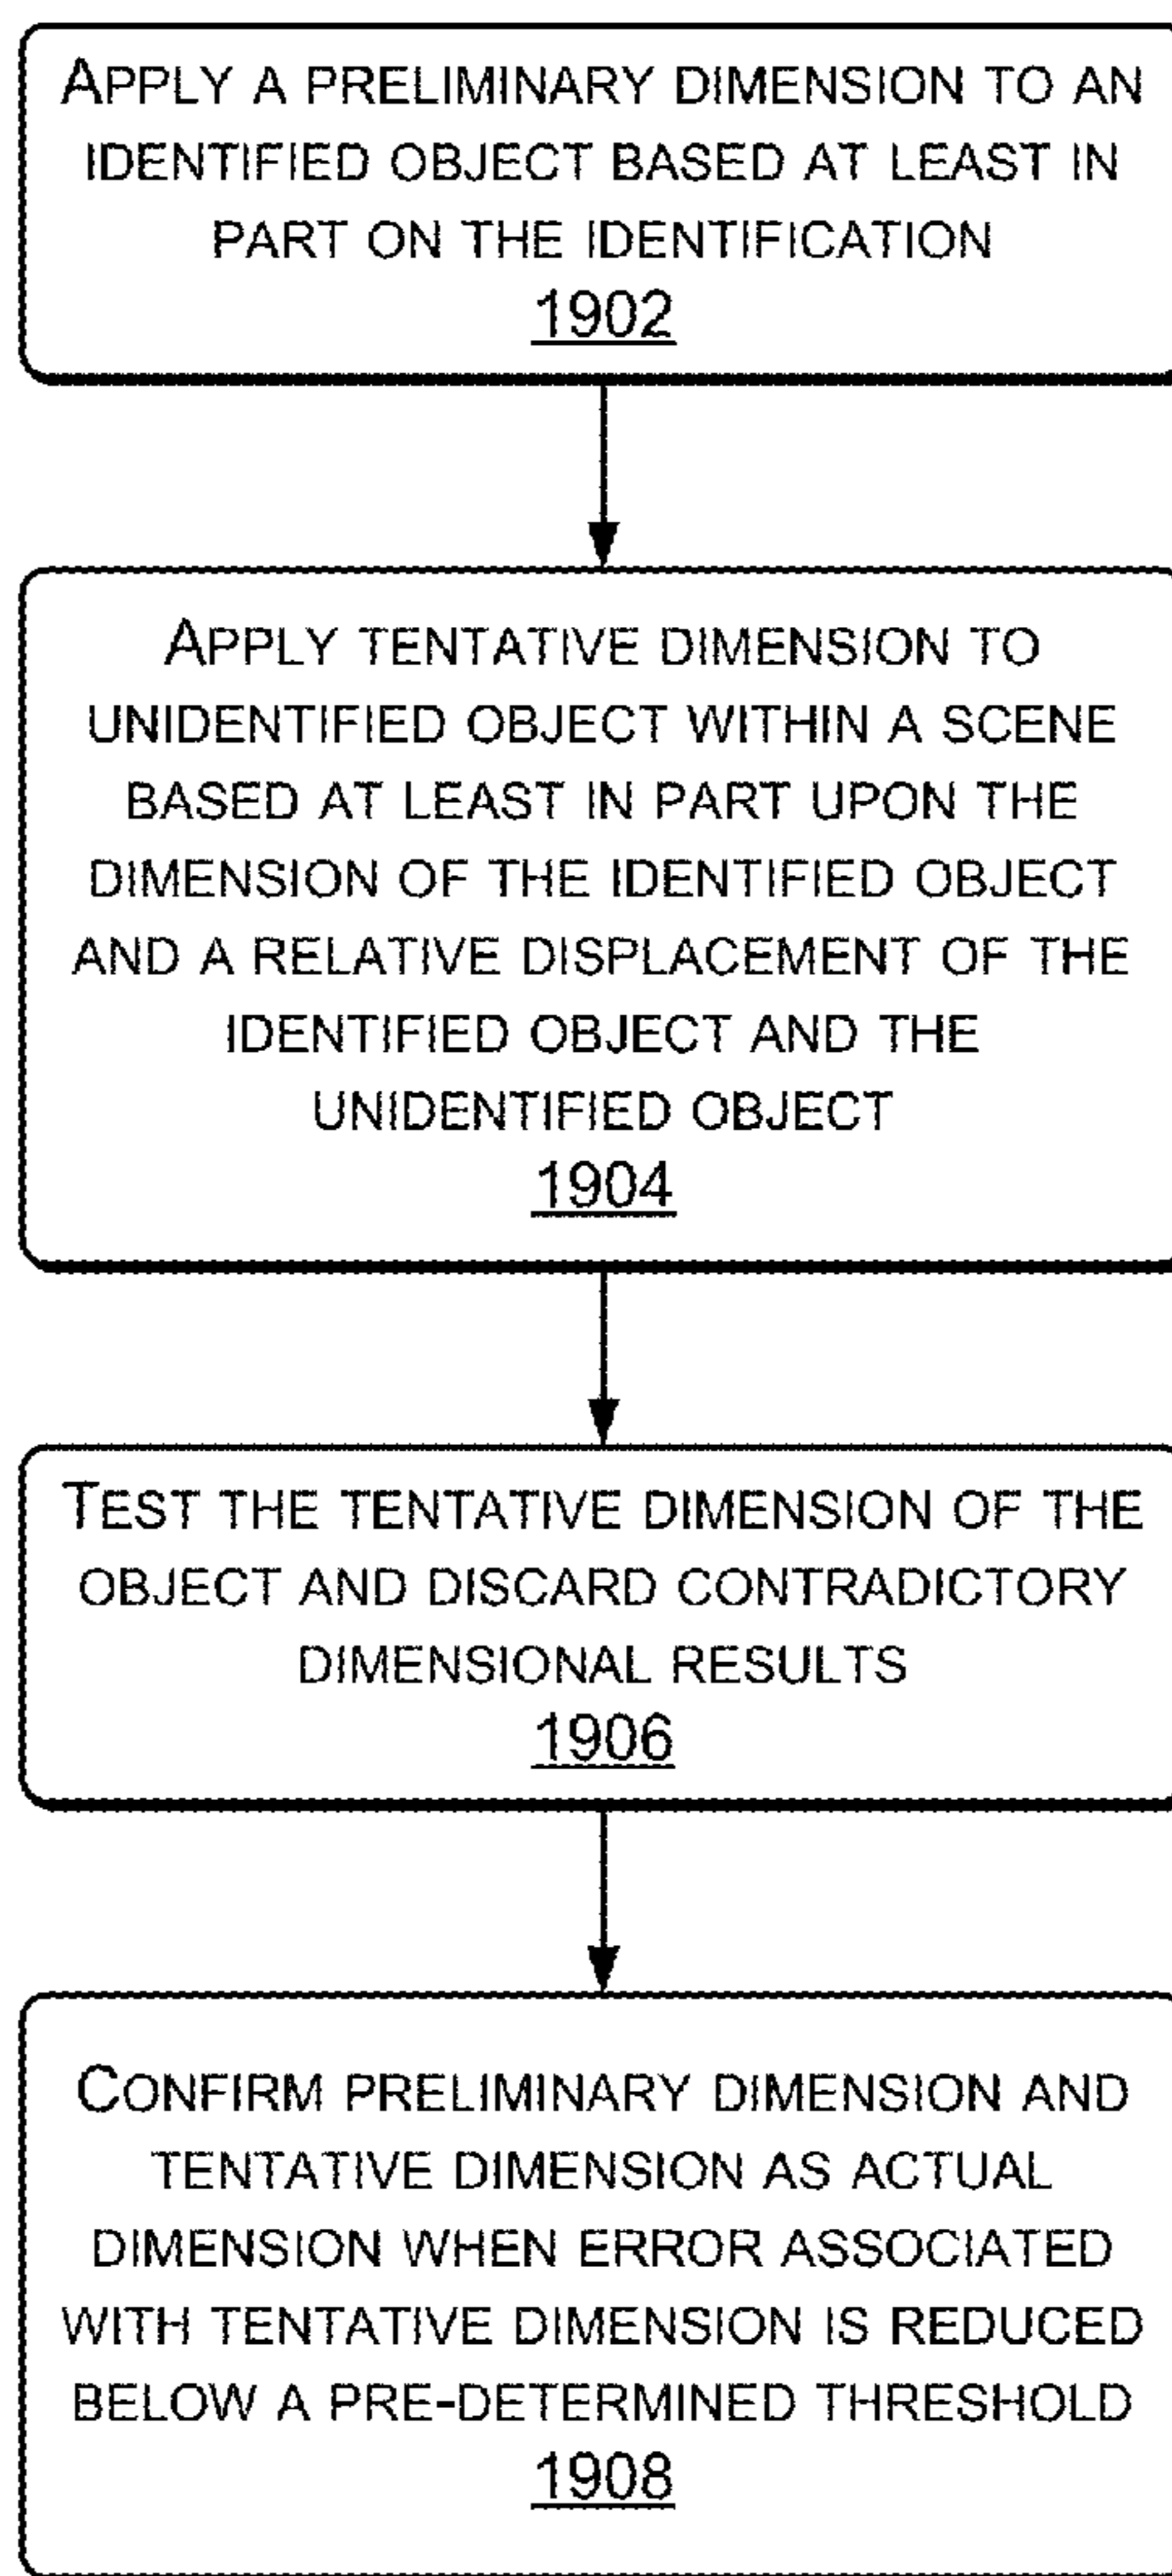 APPLY A PRELIMINARY DIMENSION TO AN
IDENTIFIED OBJECT BASED AT LEAST IN
PART ON THE IDENTIFICATION
1902
APPLY TENTATIVE DIMENSION TO
UNIDENTIFIED OBJECT WITHIN A SCENE
BASED AT LEAST IN PART UPON THE
DIMENSION OF THE IDENTIFIED OBJECT
AND A RELATIVE DISPLACEMENT OF THE
IDENTIFIED OBJECT AND THE
UNIDENTIFIED OBJECT
1904
TEST THE TENTATIVE DIMENSION OF THE
OBJECT AND DISCARD CONTRADICTORY
DIMENSIONAL RESULTS
1906
CONFIRM PRELIMINARY DIMENSION AND
TENTATIVE DIMENSION AS ACTUAL
DIMENSION WHEN ERROR ASSOCIATED
WITH TENTATIVE DIMENSION IS REDUCED
BELOW A PRE-DETERMINED THRESHOLD
1908